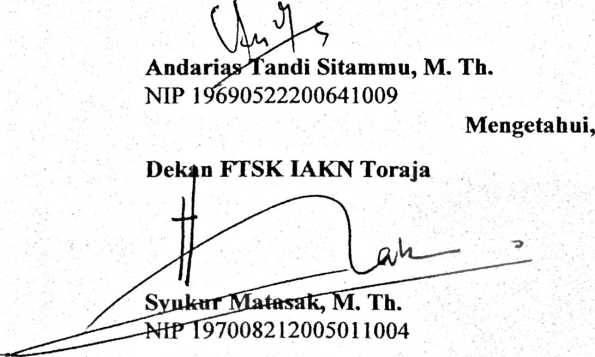 Andarias Tandi Sitammu, M. Th.
NIP 19690522200641009
Mengetahui,
Dekan FTSK IAKN Toraja
Syukur Matasak, M. Th.
NIP 197008212005011004